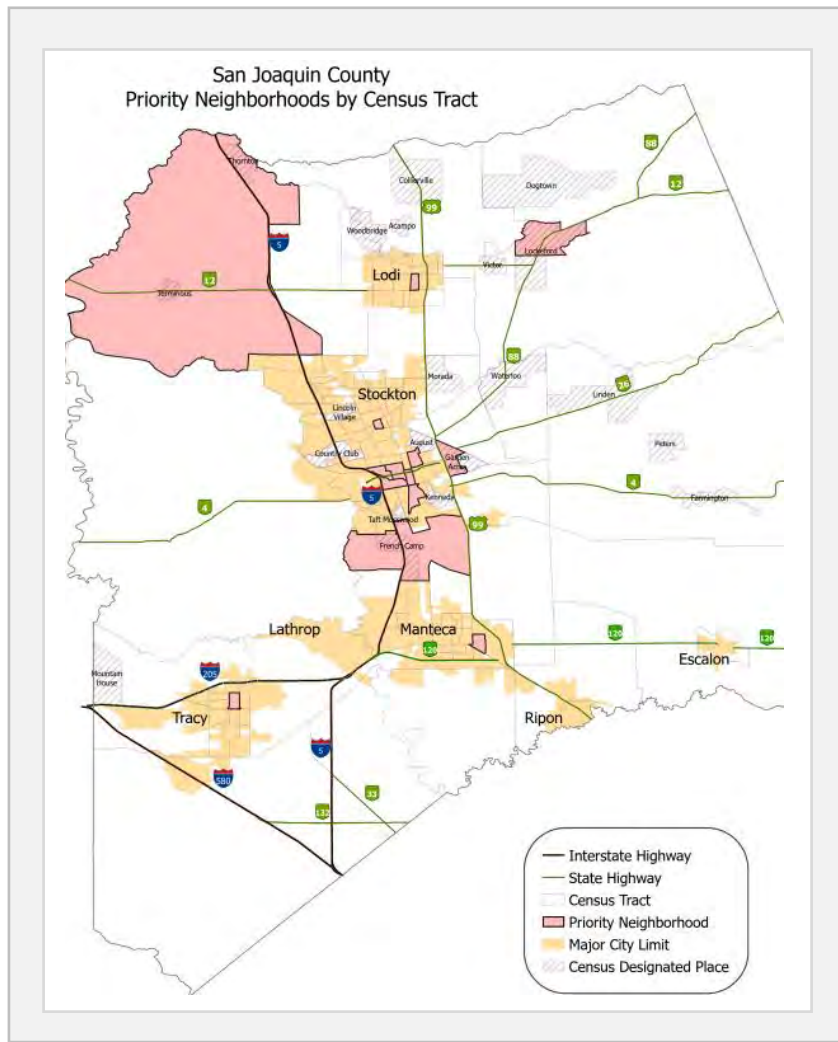 San Joaquin County
Priority Neighborhoods by Census Tract
88
Thornton
12
Collierville
Dogtown
99
Woodbridge
Acampo
5
Lockeford
Lodi
Victor
12
Terminous
88
Morada
Waterloo
26
Stockton
Linden
Lincoln
Village
August
Peters
Country Club
Garden
Acres
4
5
Kennedy
Farmington
4
Taft Mosswood
99
French Camp
Lathrop
Manteca
120
120
120
Escalon
Mountain
House
205
Tracy
Ripon
5
580
33
132
Interstate Highway
State Highway
Census Tract
Priority Neighborhood
Major City Limit
Census Designated Place